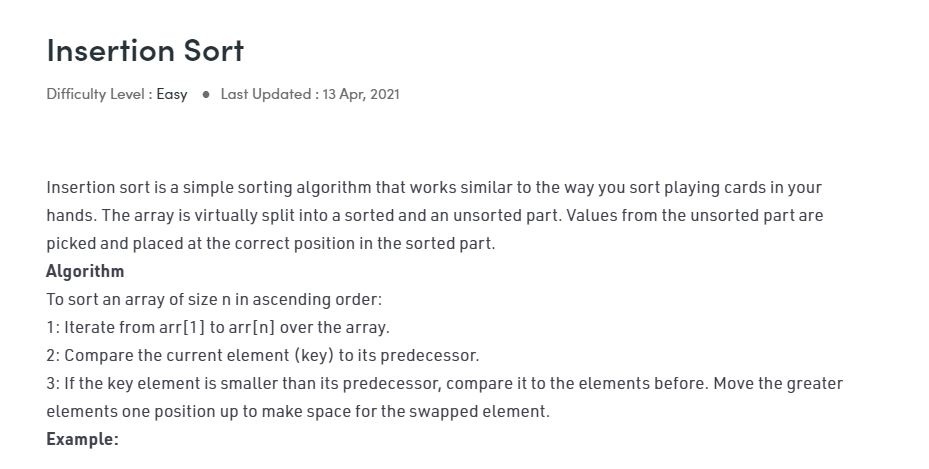 Insertion Sort
Difficulty Level : Easy ● Last Updated : 13 Apr, 2021
Insertion sort is a simple sorting algorithm that works similar to the way you sort playing cards in your
hands. The array is virtually split into a sorted and an unsorted part. Values from the unsorted part are
picked and placed at the correct position in the sorted part.
Algorithm
To sort an array of size n in ascending order:
1: Iterate from arr[1] to arr[n] over the array.
2: Compare the current element (key) to its predecessor.
3: If the key element is smaller than its predecessor, compare it to the elements before. Move the greater
elements one position up to make space for the swapped element.
Example: